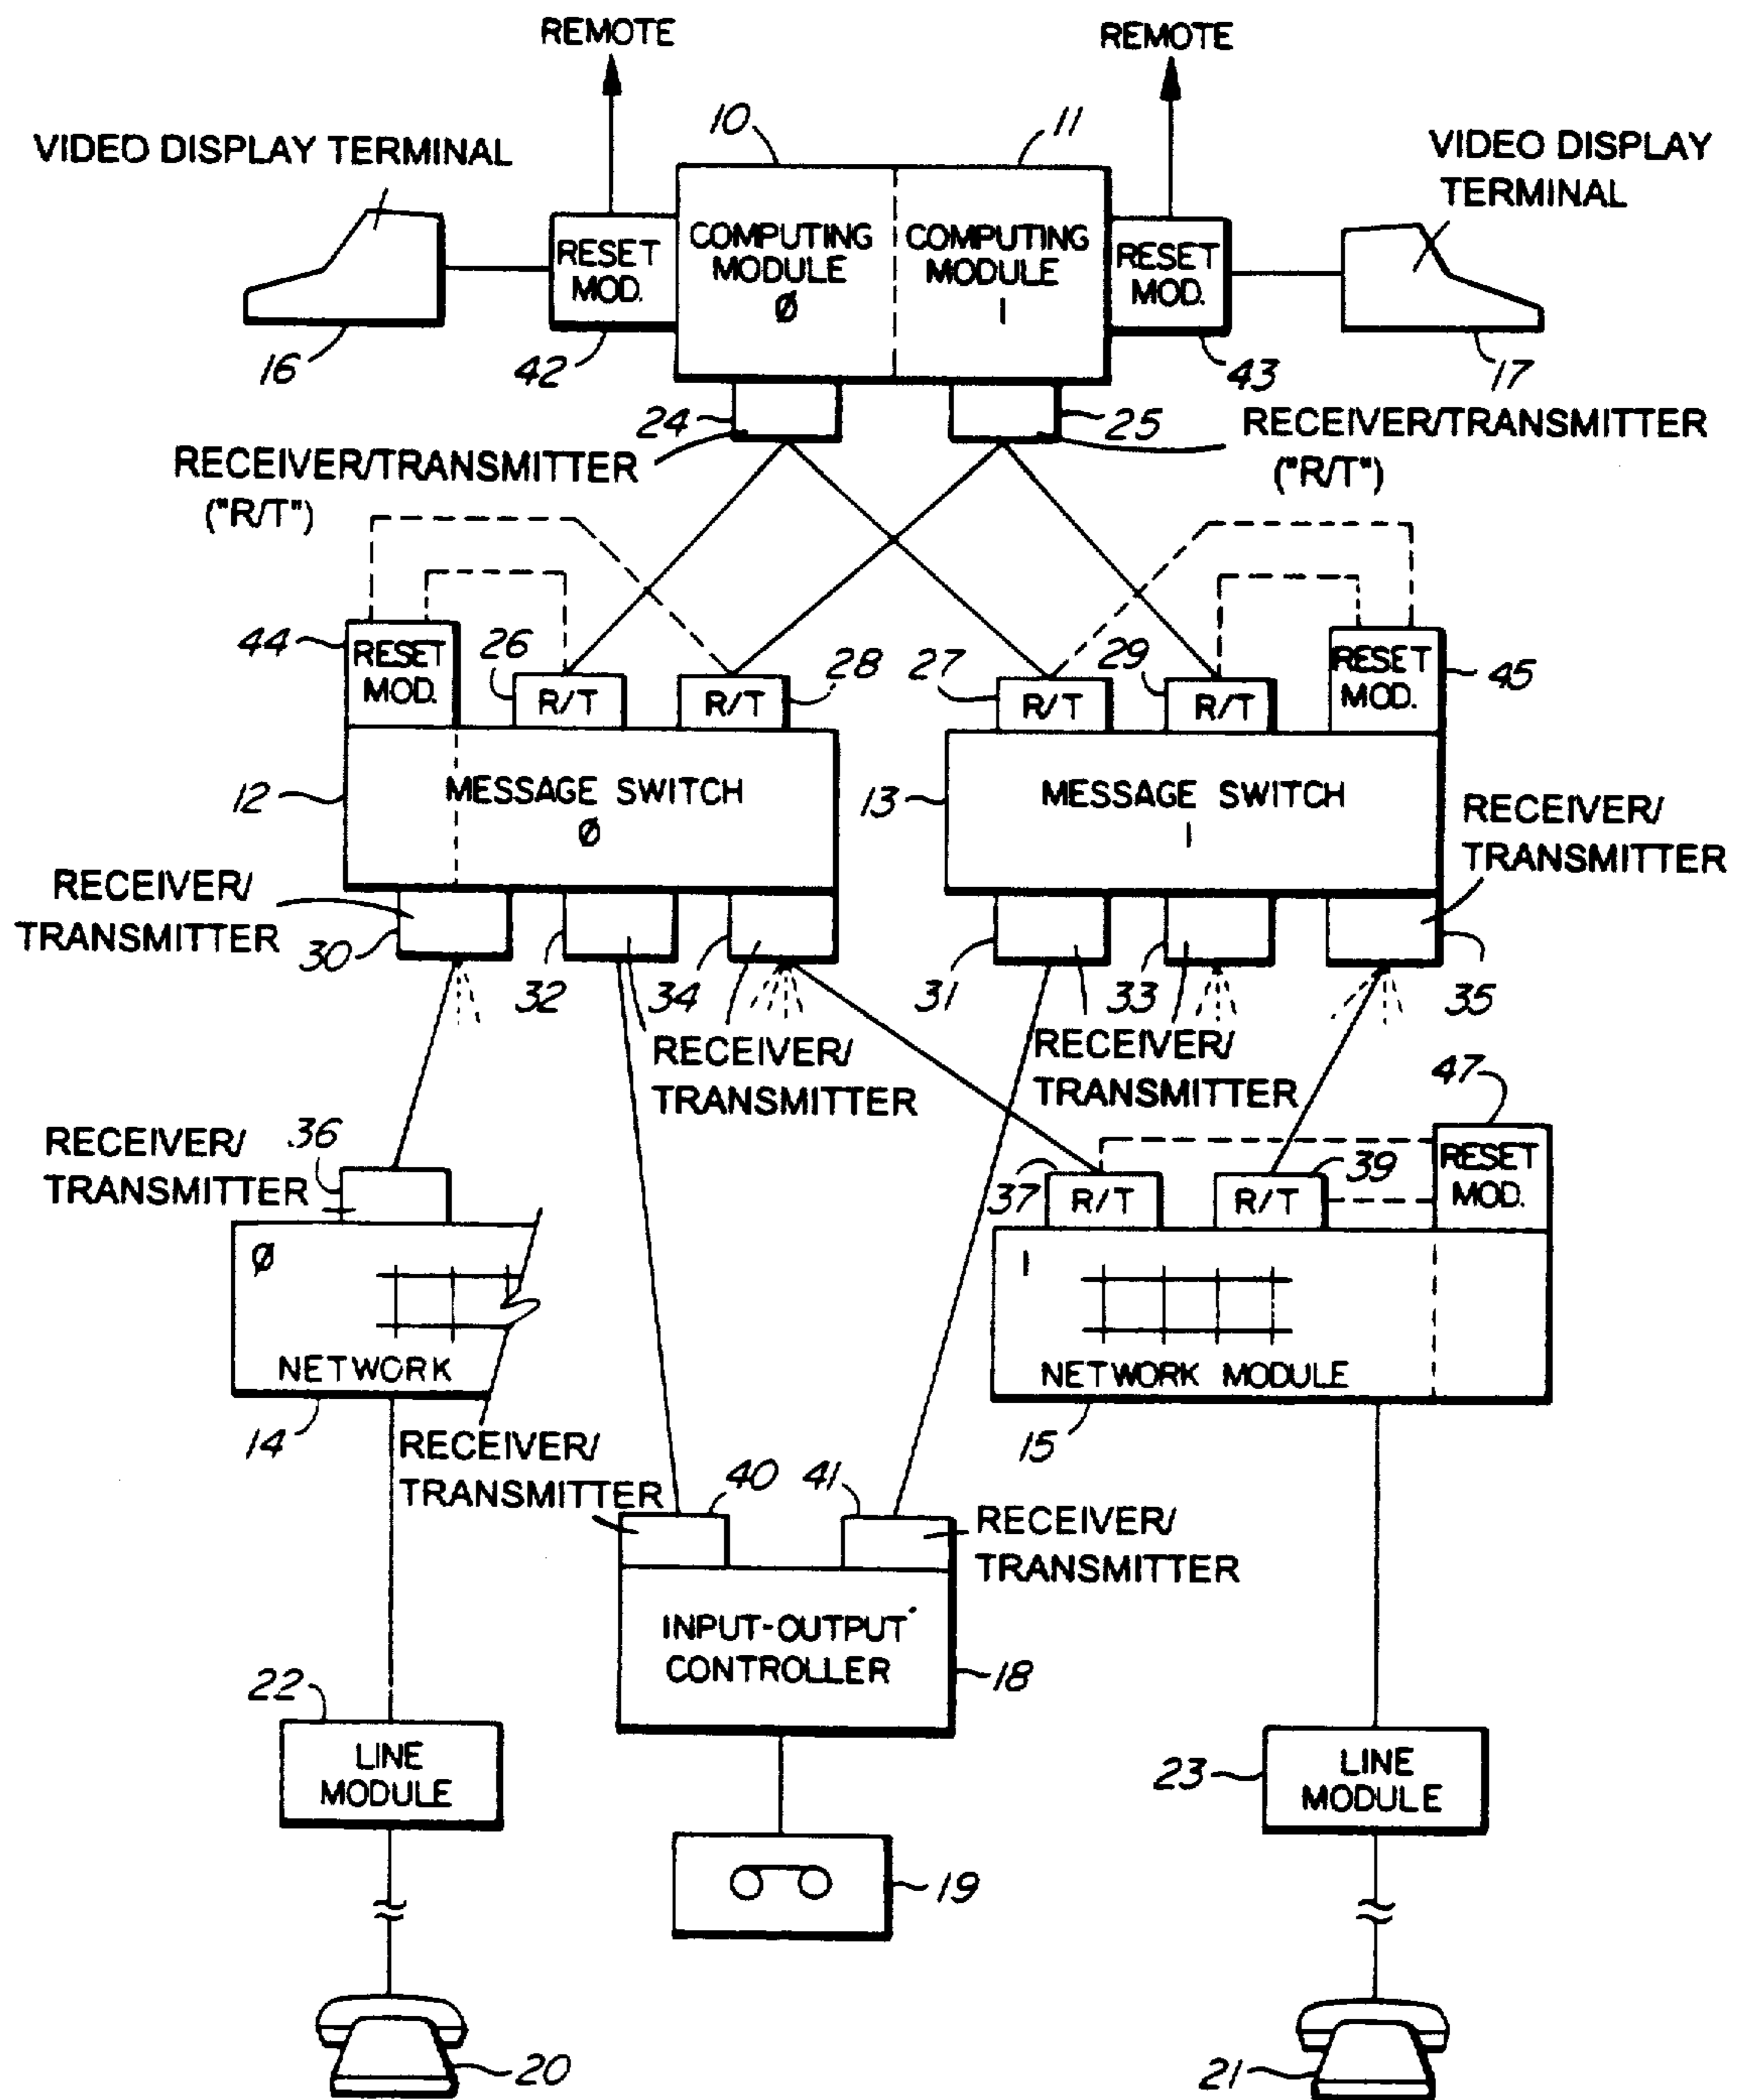 REMOTE
REMOTE
10
11
VIDEO DISPLAY TERMINAL
VIDEO DISPLAY
TERMINAL
RESET
MOD.
COMPUTING
MODULE
Ø
COMPUTING
MODULE
1
RESET
MOD.
16
42
43
17
24
25
RECEIVER/TRANSMITTER
("R/T")
RECEIVER/TRANSMITTER
("R/T")
44
RESET
MOD.
26
R/T
R/T
28
27
R/T
29
R/T
RESET
MOD.
45
12
MESSAGE SWITCH
Ø
13
MESSAGE SWITCH
1
RECEIVER/
TRANSMITTER
RECEIVER/
TRANSMITTER
30
32
34
31
33
35
RECEIVER/
TRANSMITTER
RECEIVER/
TRANSMITTER
47
RECEIVER/
TRANSMITTER
36
37
R/T
R/T
39
RESET
MOD.
Ø
NETWORK
1
NETWORK MODULE
14
15
RECEIVER/
TRANSMITTER
40
41
RECEIVER/
TRANSMITTER
INPUT-OUTPUT
CONTROLLER
18
22
LINE
MODULE
23
LINE
MODULE
19
20
21